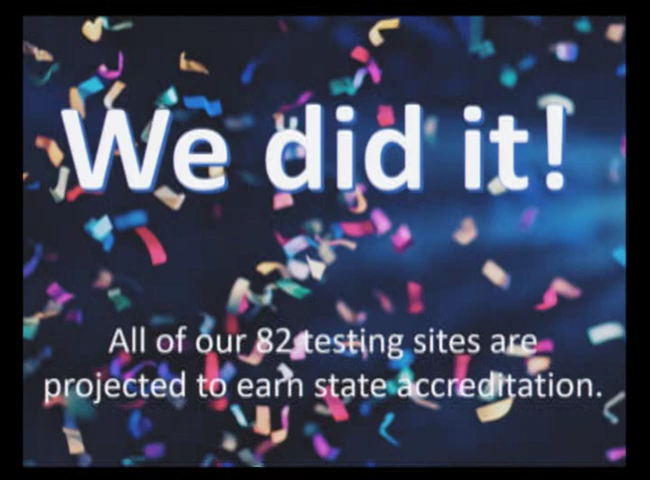 We did it!
All of our 82 testing sites are
projected to earn state accreditation.